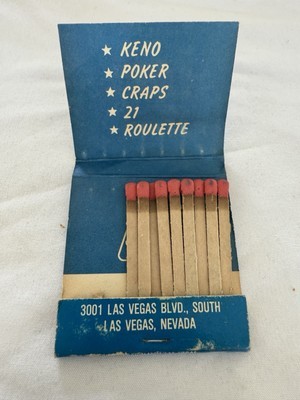 ★ KENO
★ POKER
★ CRAPS
★ 21
★ ROULETTE
3001 LAS VEGAS BLVD., SOUTH
LAS VEGAS, NEVADA